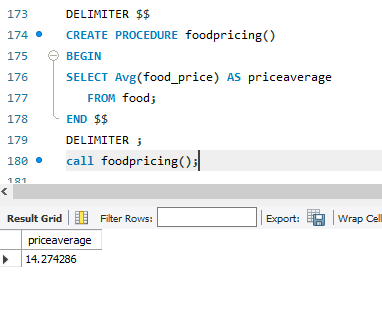 173 DELIMITER $$
174 CREATE PROCEDURE foodpricing()
175 BEGIN
176 SELECT Avg(food_price) AS priceaverage
177 FROM food;
178 END $$
179 DELIMITER ;
180 call foodpricing();
181
Result Grid Filter Rows: Export: Wrap Cell
priceaverage
14.274286